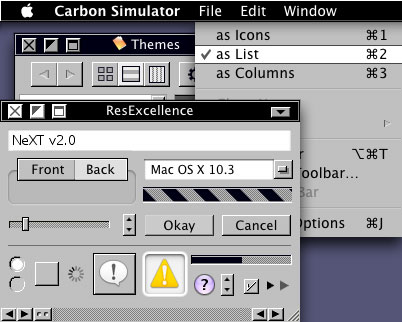 Carbon Simulator File Edit Window
Themes
as Icons ⌘1
✓ as List ⌘2
as Columns ⌘3
ResExcellence
NeXT v2.0
Front Back
Mac OS X 10.3
⌥⌘T
oolbar...
Bar
Options ⌘J
Okay Cancel